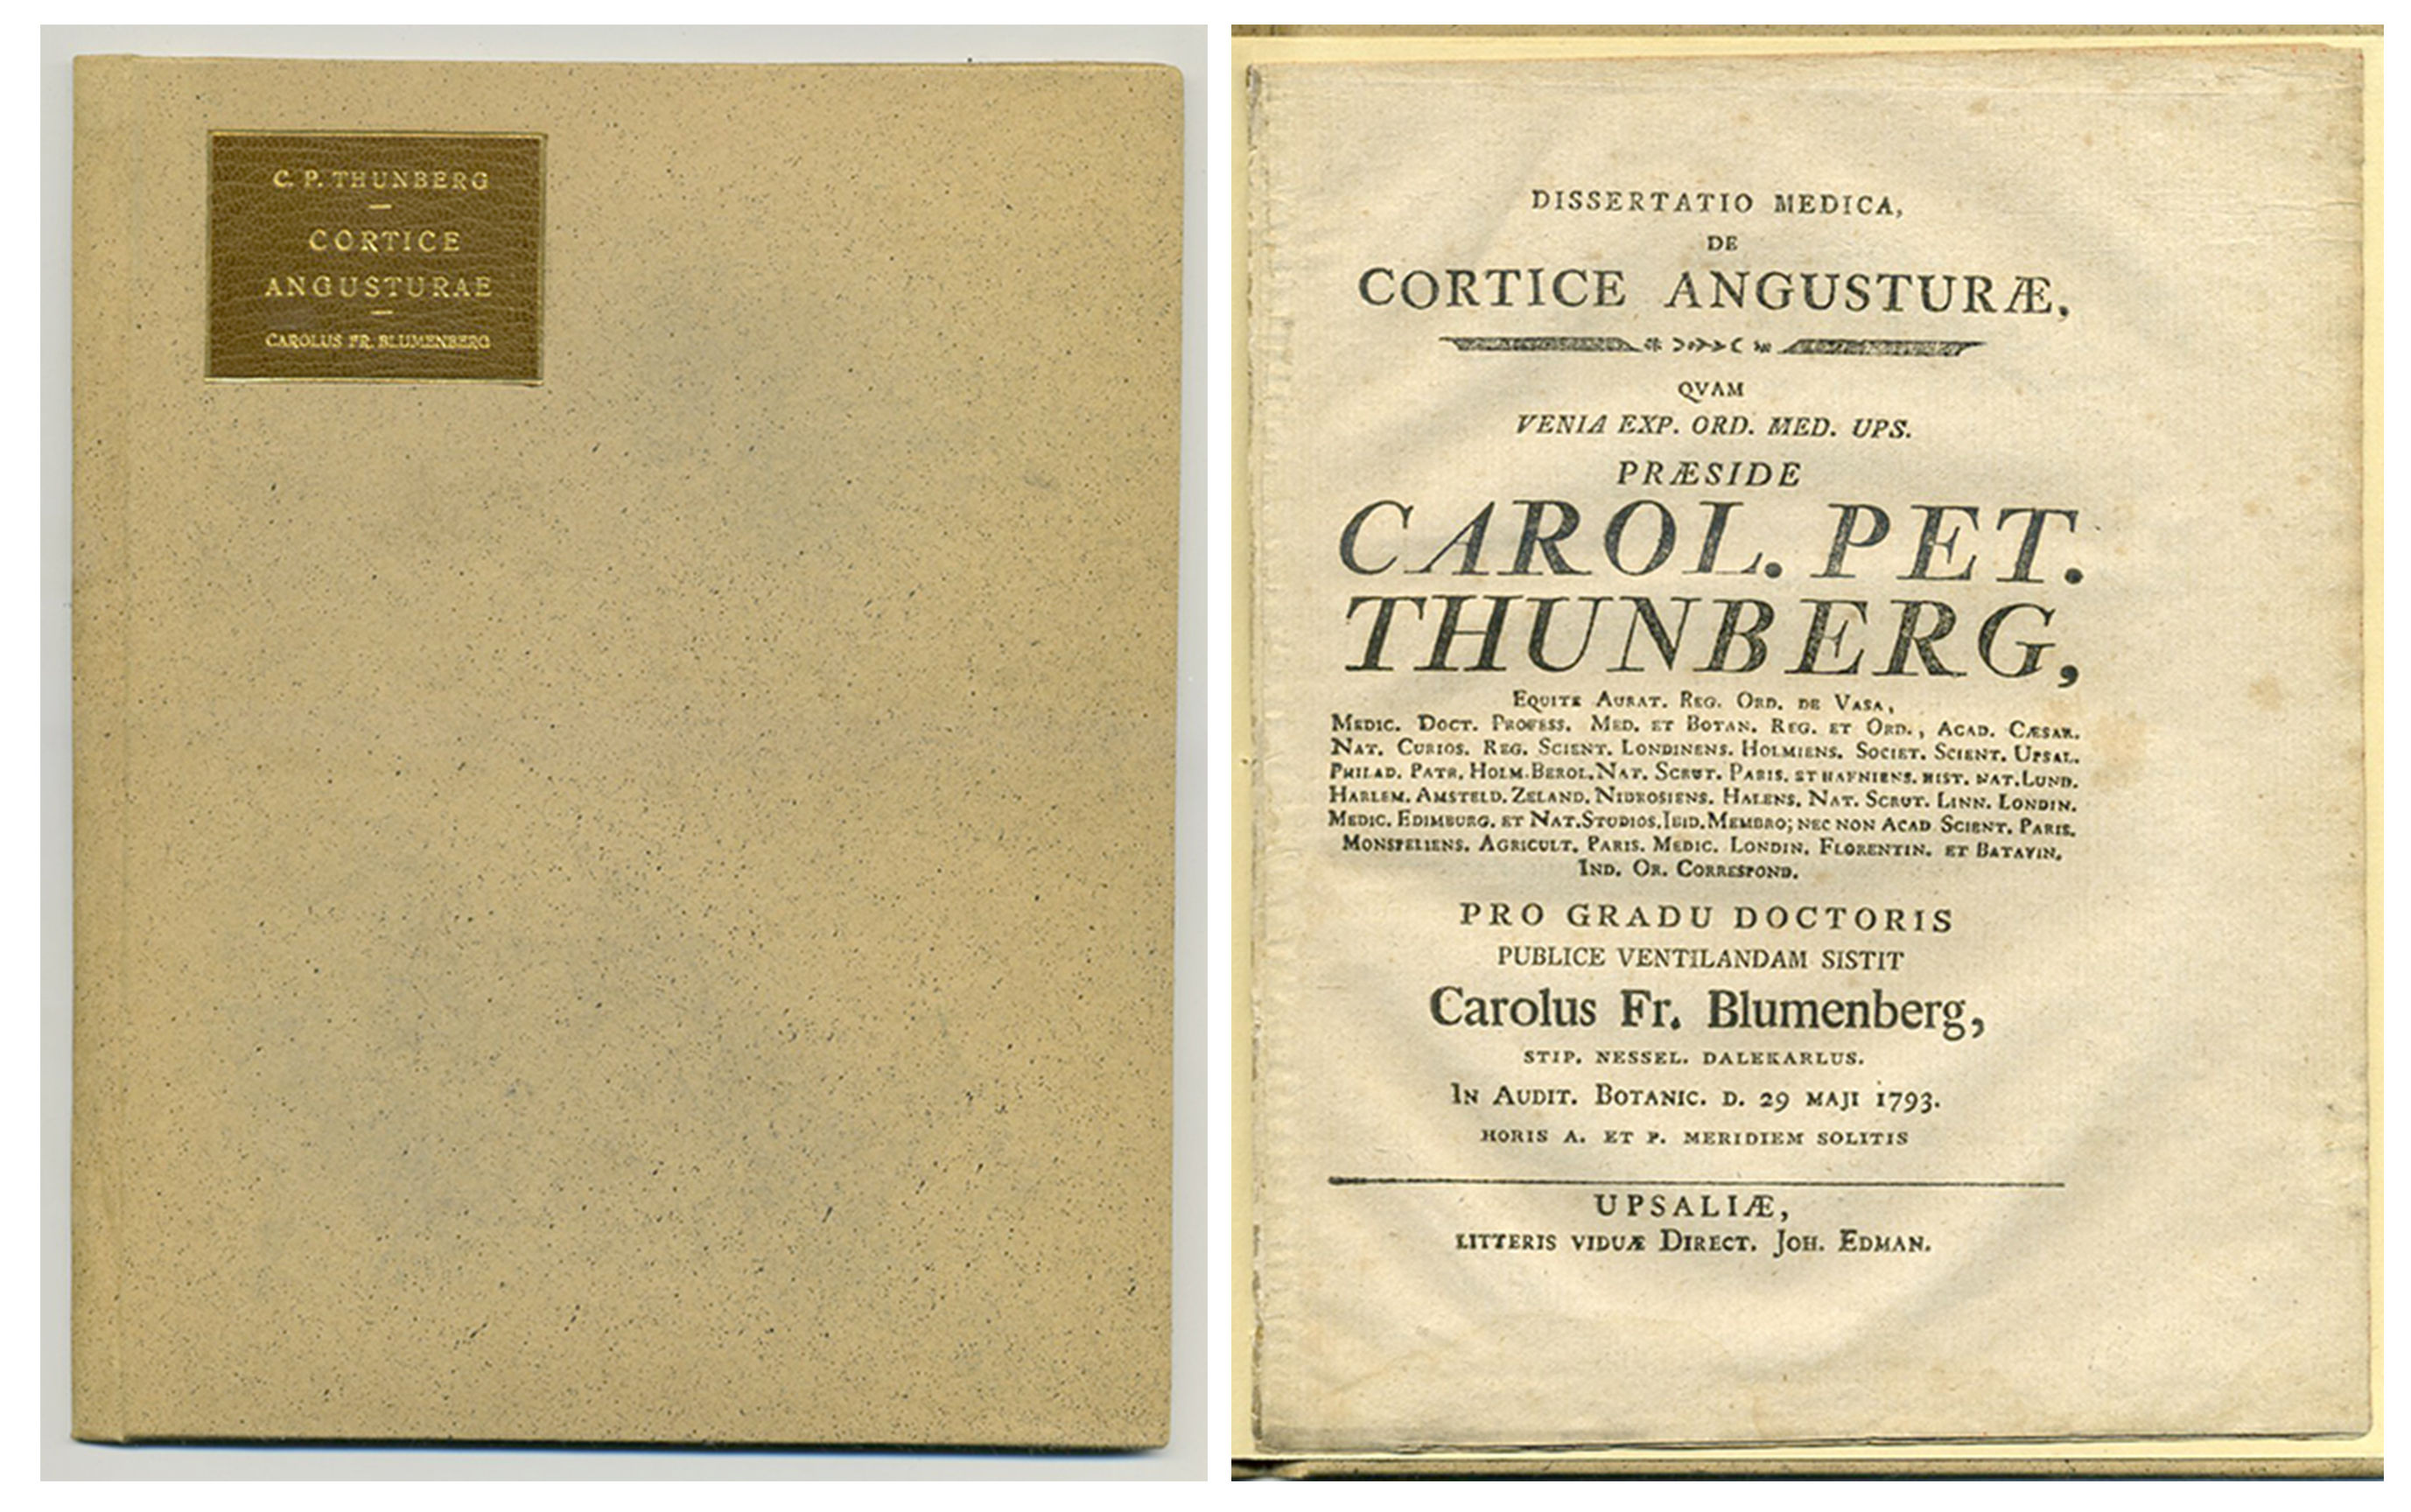 C. P. THUNBERG
CORTICE
ANGUSTURAE
CAROLUS FR. BLUMENBERG
DISSERTATIO MEDICA,
DE
CORTICE ANGUSTURÆ,
QVAM
VENIA EXP. ORD. MED. UPS.
PRÆSIDE
CAROL. PET.
THUNBERG,
EQUITE AURAT. REG. ORD. DE VASA,
MEDIC. DOCT. PROFESS. MED. ET BOTAN. REG. ET ORD., ACAD. CÆSAR.
NAT. CURIOS. REG. SCIENT. LONDINENS. HOLMIENS. SOCIET. SCIENT. UPSAL.
PHILAD. PATR. HOLM. BEROL. NAT. SCRUT. PARIS. ET HAFNIENS. HIST. NAT. LUND.
HARLEM. AMSTELD. ZELAND. NIDROSIENS. HALENS. NAT. SCRUT. LINN. LONDIN.
MEDIC. EDIMBURG. ET NAT. STUDIOS. IBID. MEMBRO; NEC NON ACAD SCIENT. PARIS.
MONSPELIENS. AGRICULT. PARIS. MEDIC. LONDIN. FLORENTIN. ET BATAVIN.
IND. OR. CORRESPOND.
PRO GRADU DOCTORIS
PUBLICE VENTILANDAM SISTIT
Carolus Fr. Blumenberg,
STIP. NESSEL. DALEKARLUS.
IN AUDIT. BOTANIC. D. 29 MAJI 1793.
HORIS A. ET P. MERIDIEM SOLITIS
UPSALIÆ,
LITTERIS VIDUÆ DIRECT. JOH. EDMAN.